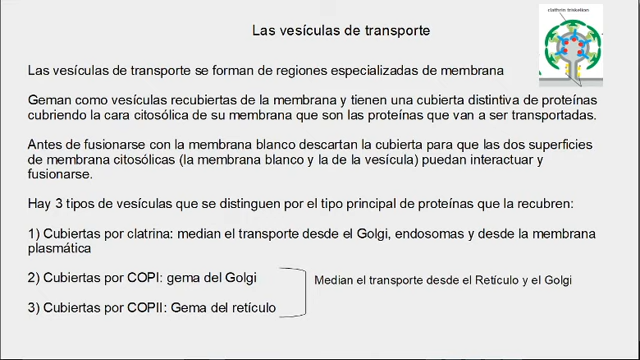 clathrin triskelion
Las vesículas de transporte
Las vesículas de transporte se forman de regiones especializadas de membrana
Geman como vesículas recubiertas de la membrana y tienen una cubierta distintiva de proteínas
cubriendo la cara citosólica de su membrana que son las proteínas que van a ser transportadas.
Antes de fusionarse con la membrana blanco descartan la cubierta para que las dos superficies
de membrana citosólicas (la membrana blanco y la de la vesícula) puedan interactuar y
fusionarse.
Hay 3 tipos de vesículas que se distinguen por el tipo principal de proteínas que la recubren:
1) Cubiertas por clatrina: median el transporte desde el Golgi, endosomas y desde la membrana
plasmática
2) Cubiertas por COPI: gema del Golgi
Median el transporte desde el Retículo y el Golgi
3) Cubiertas por COPII: Gema del retículo